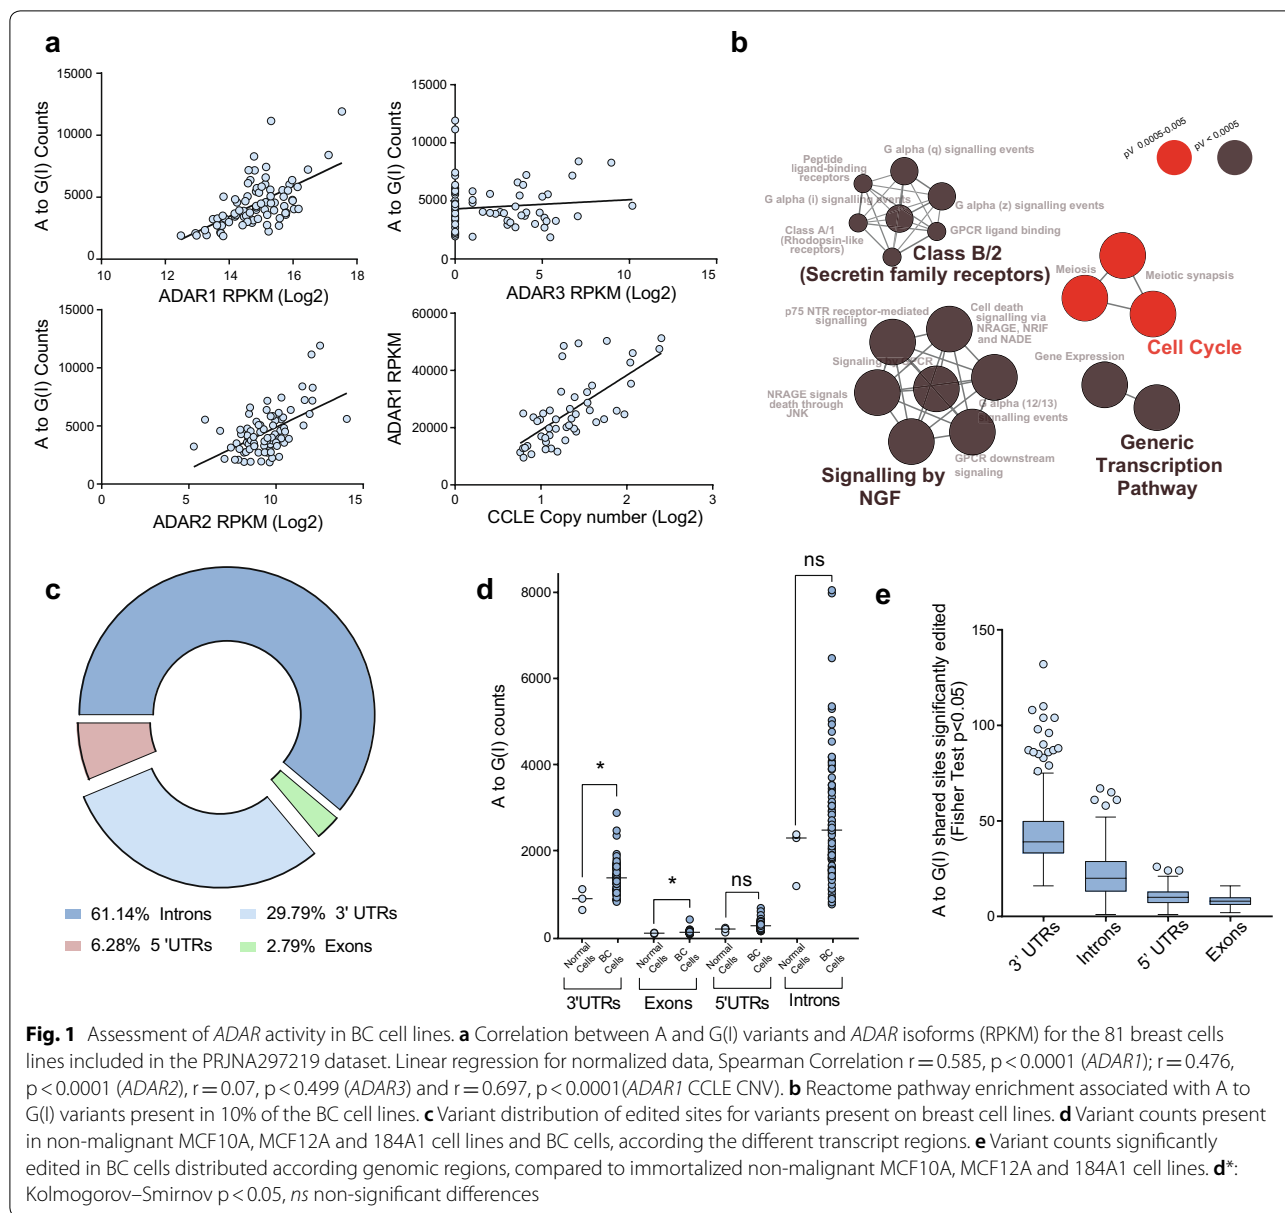 a
A to G(I) Counts
15000
10000
5000
0
10
12
14
16
18
ADAR1 RPKM (Log2)
A to G(I) Counts
15000
10000
5000
0
0
5
10
15
ADAR3 RPKM (Log2)
A to G(I) Counts
15000
10000
5000
0
5
10
15
ADAR2 RPKM (Log2)
ADAR1 RPKM
60000
40000
20000
0
0
1
2
3
CCLE Copy number (Log2)
b
pV 0.0005-0.005
pV < 0.0005
G alpha (q) signalling events
Peptide
ligand-binding
receptors
G alpha (i) signalling events
G alpha (z) signalling events
Class A/1
(Rhodopsin-like
receptors)
GPCR ligand binding
Class B/2
(Secretin family receptors)
Meiosis
Meiotic synapsis
Cell Cycle
p75 NTR receptor-mediated
signalling
Cell death
signalling via
NRAGE, NRIF
and NADE
Signaling by GPCR
NRAGE signals
death through
JNK
G alpha (12/13)
signalling events
GPCR downstream
signaling
Signalling by
NGF
Gene Expression
Generic
Transcription
Pathway
c
61.14% Introns
29.79% 3' UTRs
6.28% 5 'UTRs
2.79% Exons
d
A to G(I) counts
8000
6000
4000
2000
0
*
*
ns
ns
Normal
Cells
BC
Cells
Normal
Cells
BC
Cells
Normal
Cells
BC
Cells
Normal
Cells
BC
Cells
3'UTRs
Exons
5'UTRs
Introns
e
A to G(I) shared sites significantly edited
(Fisher Test p<0.05)
150
100
50
0
3' UTRs
Introns
5' UTRs
Exons
Fig. 1 Assessment of ADAR activity in BC cell lines. a Correlation between A and G(I) variants and ADAR isoforms (RPKM) for the 81 breast cells
lines included in the PRJNA297219 dataset. Linear regression for normalized data, Spearman Correlation r = 0.585, p < 0.0001 (ADAR1); r = 0.476,
p < 0.0001 (ADAR2), r = 0.07, p < 0.499 (ADAR3) and r = 0.697, p < 0.0001(ADAR1 CCLE CNV). b Reactome pathway enrichment associated with A to
G(I) variants present in 10% of the BC cell lines. c Variant distribution of edited sites for variants present on breast cell lines. d Variant counts present
in non-malignant MCF10A, MCF12A and 184A1 cell lines and BC cells, according the different transcript regions. e Variant counts significantly
edited in BC cells distributed according genomic regions, compared to immortalized non-malignant MCF10A, MCF12A and 184A1 cell lines. d*:
Kolmogorov–Smirnov p < 0.05, ns non-significant differences